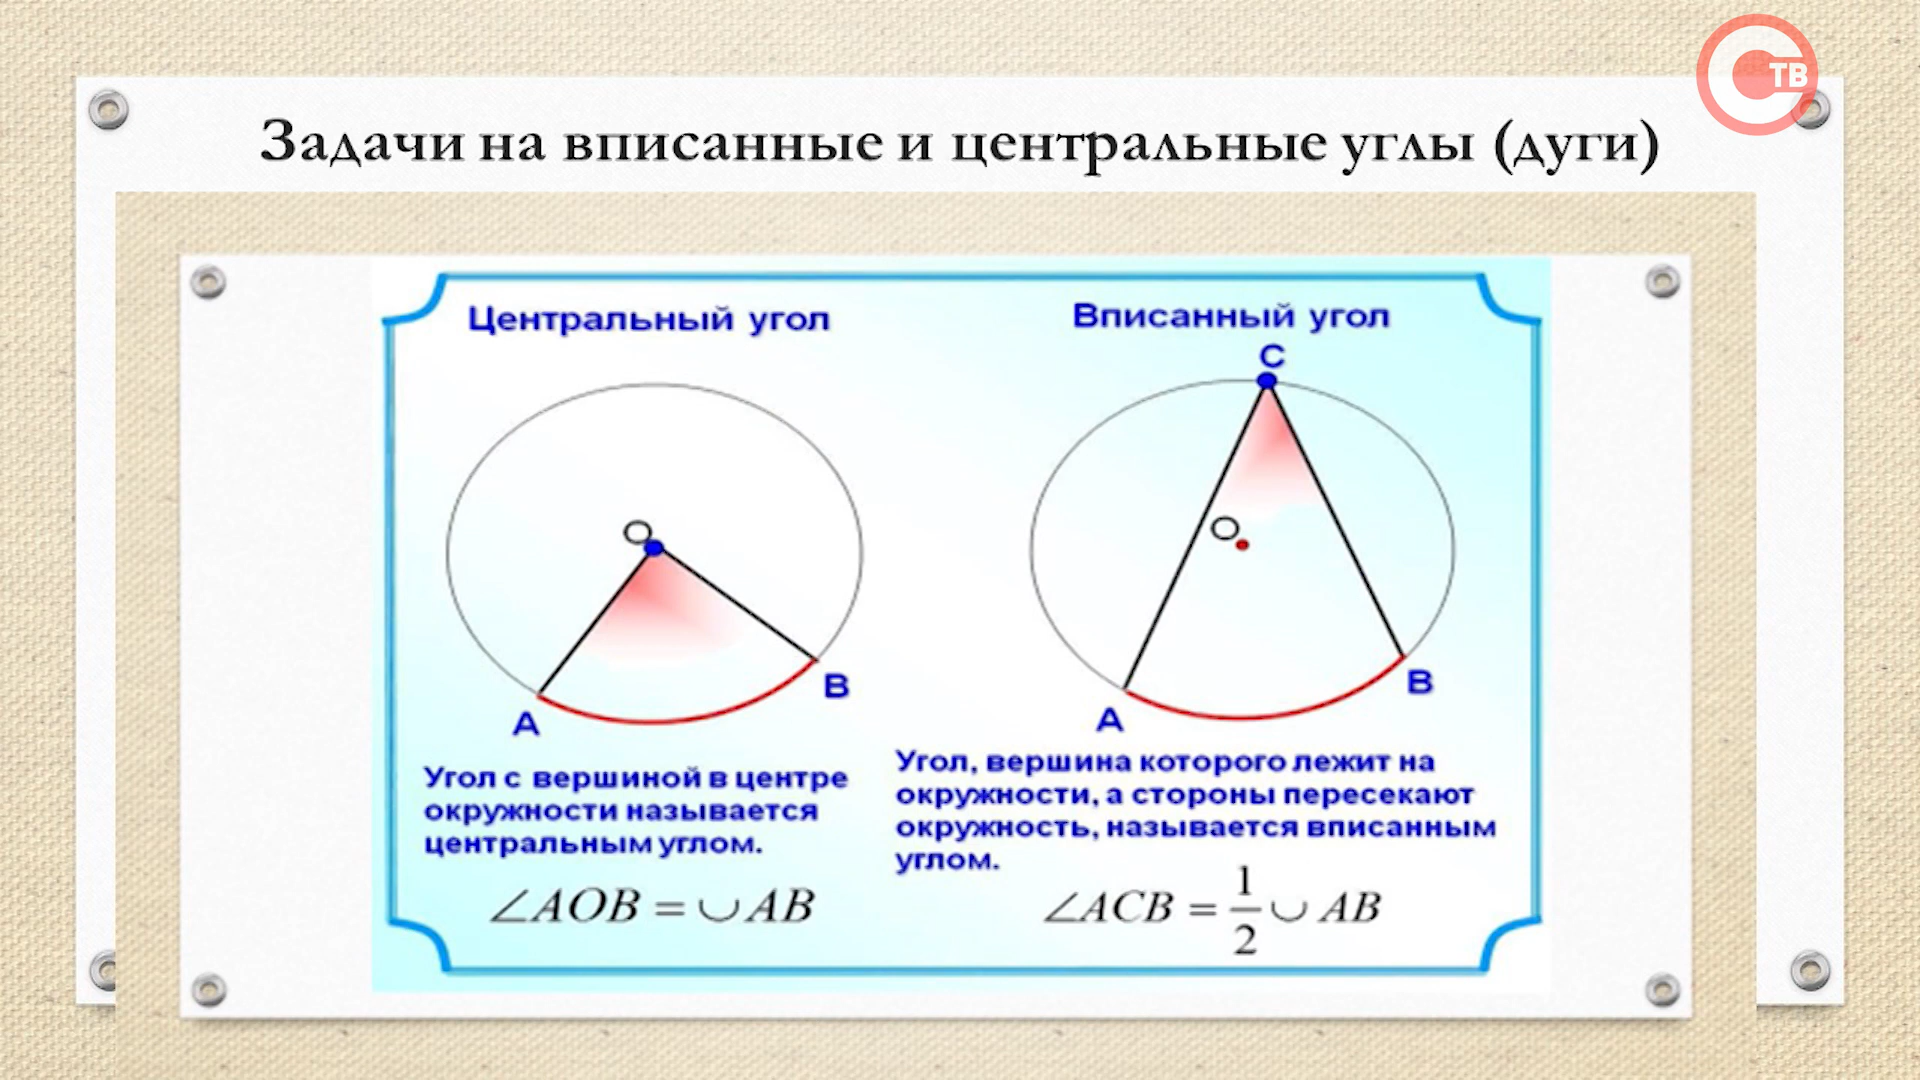 ТВ
Задачи на вписанные и центральные углы (дуги)
Центральный угол
Вписанный угол
O
A
B
C
O
A
B
Угол с вершиной в центре
окружности называется
центральным углом.
∠AOB = ∪ AB
Угол, вершина которого лежит на
окружности, а стороны пересекают
окружность, называется вписанным
углом.
∠ACB = 1/2 ∪ AB